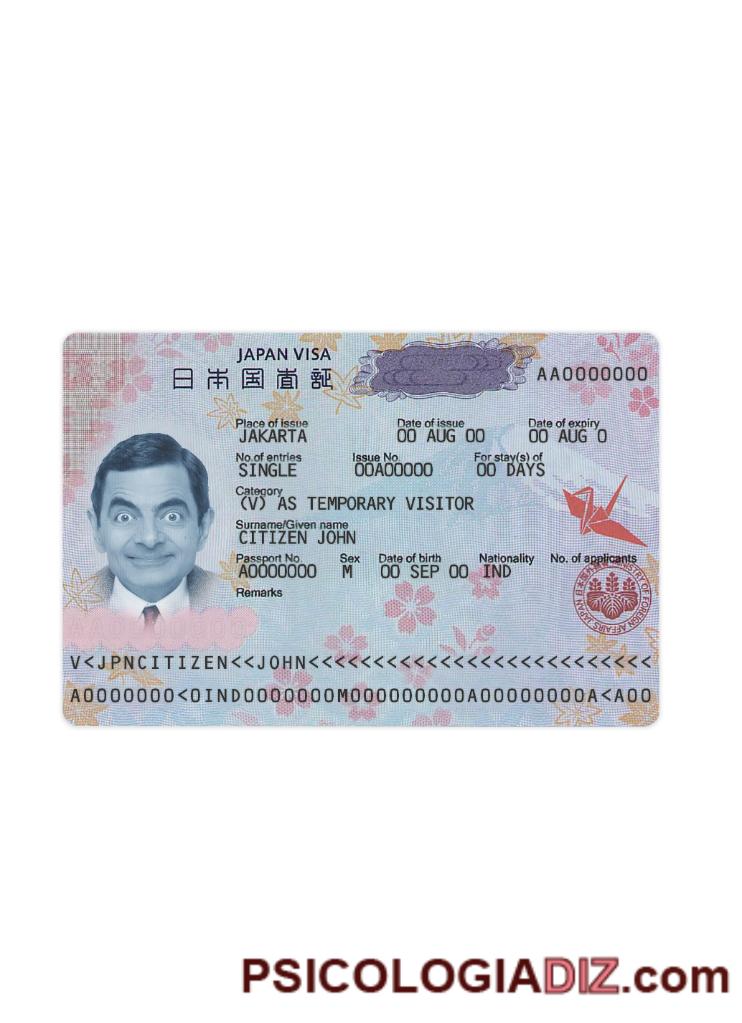 JAPAN VISA
日本国査証
AA0000000
Place of issue Date of issue Date of expiry
JAKARTA 00 AUG 00 00 AUG 0
No.of entries Issue No. For stay(s) of
SINGLE 00A00000 00 DAYS
Category
(V) AS TEMPORARY VISITOR
Surname/Given name
CITIZEN JOHN
Passport No. Sex Date of birth Nationality No. of applicants
A0000000 M 00 SEP 00 IND
Remarks
V<JPNCITIZEN<<JOHN<<<<<<<<<<<<<<<<<<<<<<<<<<
A0000000<0IND0000000M000000000A00000000A<A00
PSICOLOGIADIZ.com